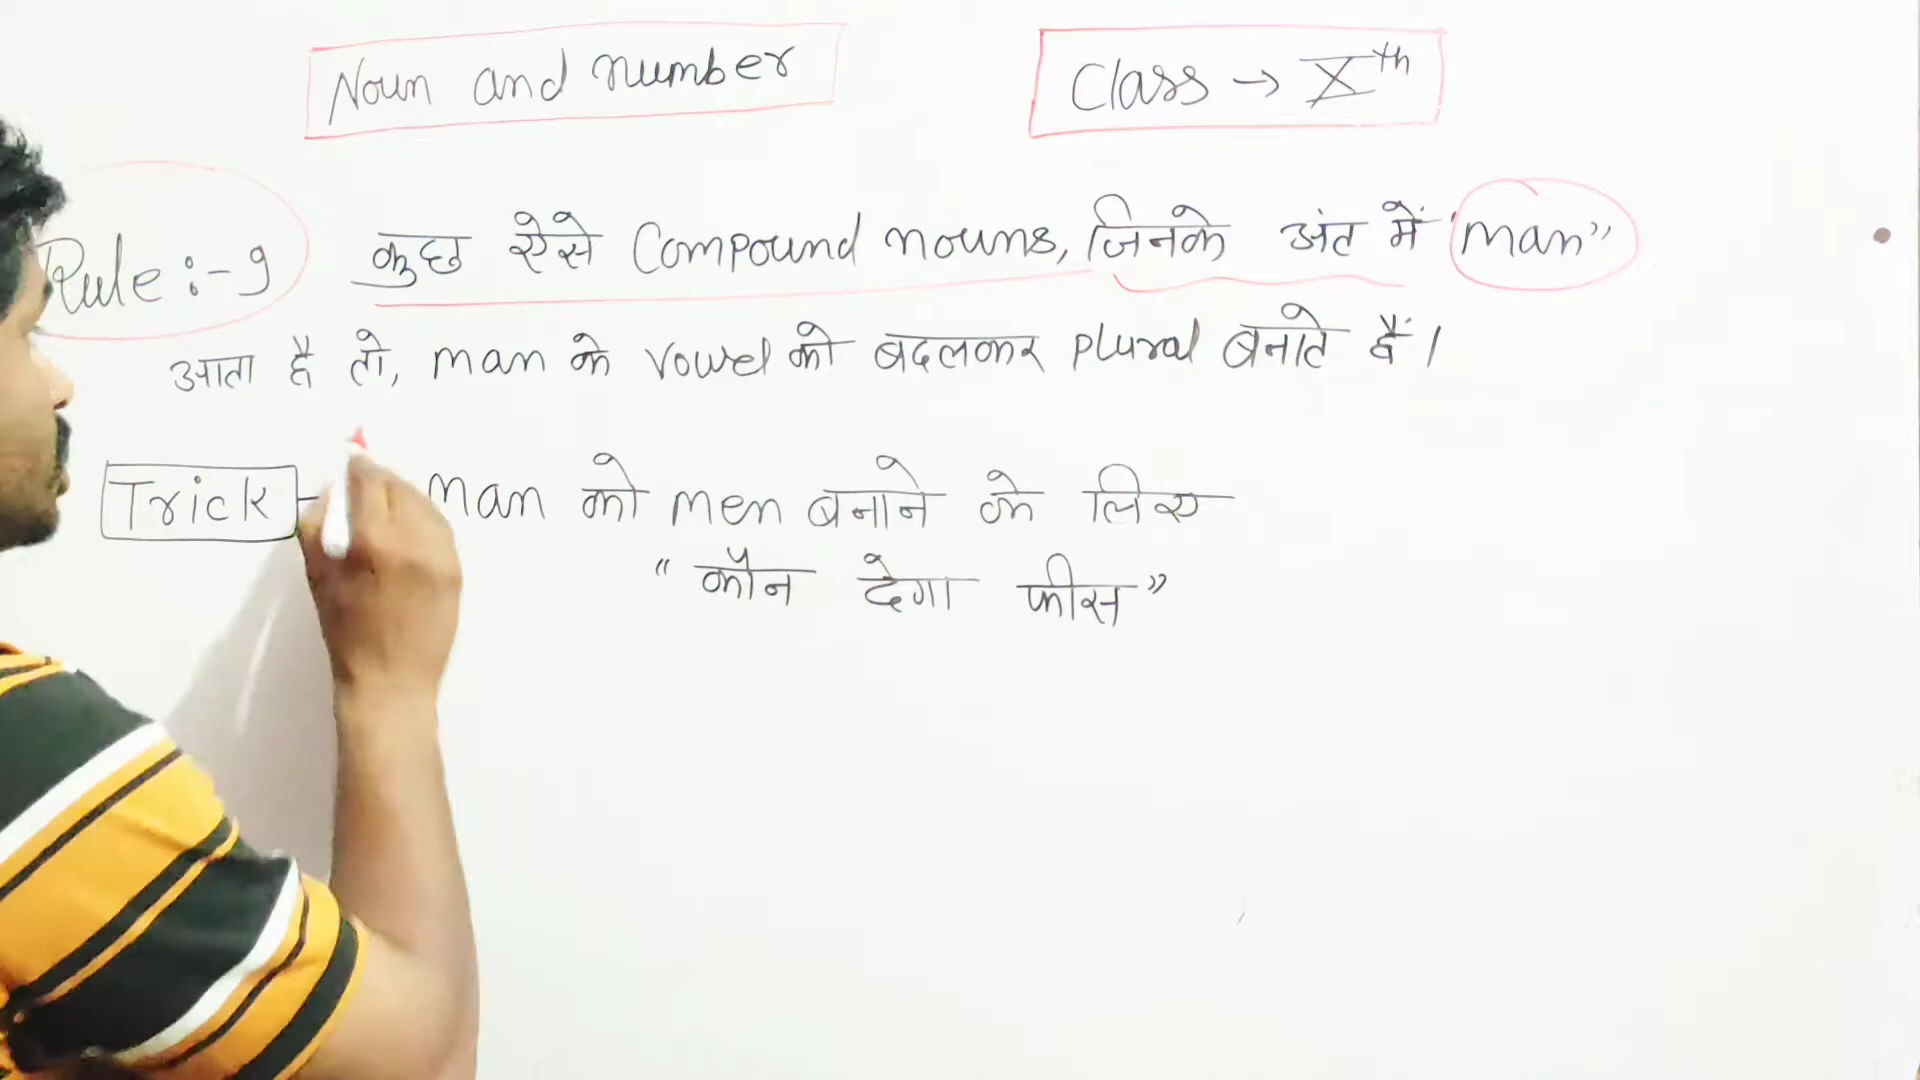 Noun and number
Class → Xth
Rule :- 9 कुछ ऐसे Compound nouns, जिनके अंत में "man"
आता है तो, man के vowel को बदलकर plural बनाते हैं।
Trick man को men बनाने के लिए
"कौन देगा फीस"